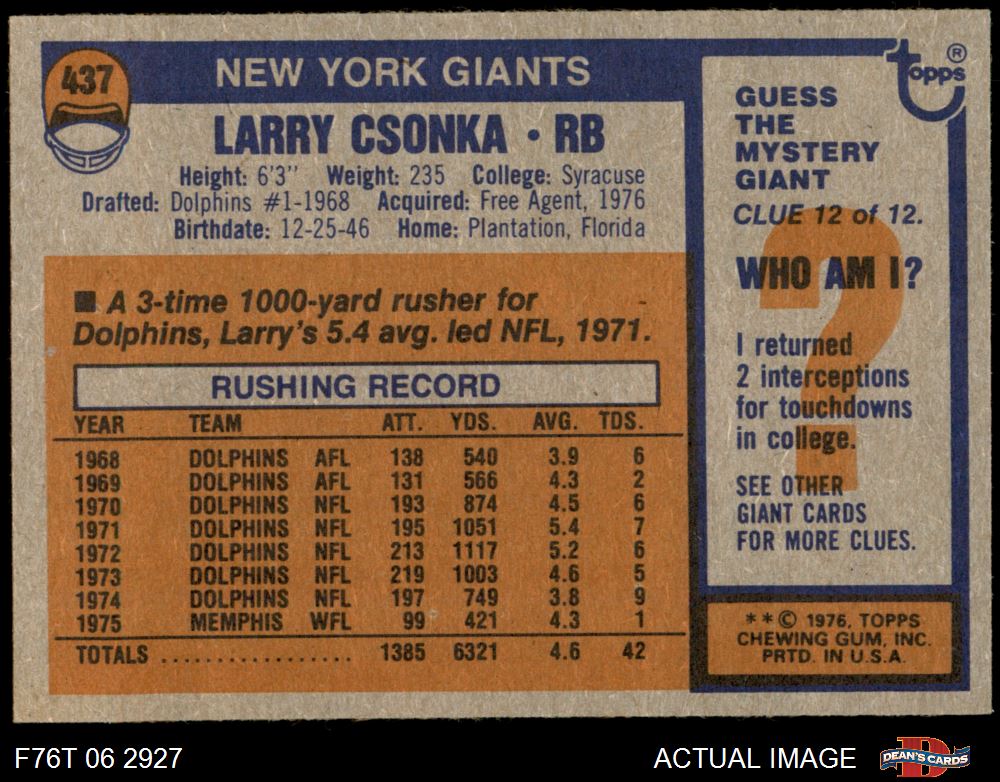 437
NEW YORK GIANTS
LARRY CSONKA • RB
Height: 6'3" Weight: 235 College: Syracuse
Drafted: Dolphins #1-1968 Acquired: Free Agent, 1976
Birthdate: 12-25-46 Home: Plantation, Florida
■ A 3-time 1000-yard rusher for
Dolphins, Larry's 5.4 avg. led NFL, 1971.
RUSHING RECORD
YEAR TEAM ATT. YDS. AVG. TDS.
1968 DOLPHINS AFL 138 540 3.9 6
1969 DOLPHINS AFL 131 566 4.3 2
1970 DOLPHINS NFL 193 874 4.5 6
1971 DOLPHINS NFL 195 1051 5.4 7
1972 DOLPHINS NFL 213 1117 5.2 6
1973 DOLPHINS NFL 219 1003 4.6 5
1974 DOLPHINS NFL 197 749 3.8 9
1975 MEMPHIS WFL 99 421 4.3 1
TOTALS .................. 1385 6321 4.6 42
topps ®
GUESS
THE
MYSTERY
GIANT
CLUE 12 of 12.
WHO AM I?
I returned
2 interceptions
for touchdowns
in college.
SEE OTHER
GIANT CARDS
FOR MORE CLUES.
* * © 1976, TOPPS
CHEWING GUM, INC.
PRTD. IN U.S.A.
F76T 06 2927
ACTUAL IMAGE
DEAN'S CARDS